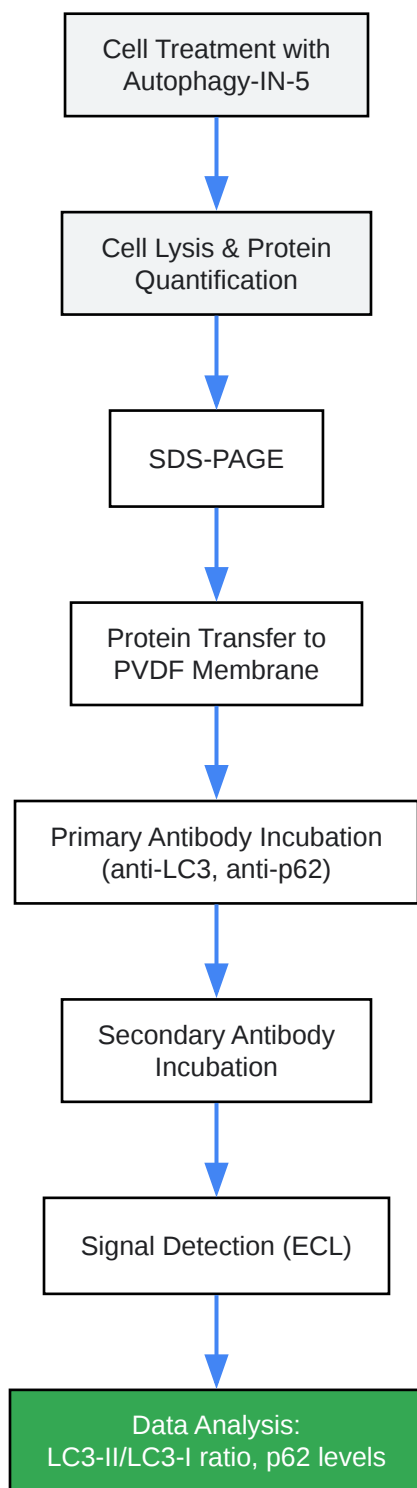 Cell Treatment with
Autophagy-IN-5
Cell Lysis & Protein
Quantification
SDS-PAGE
Protein Transfer to
PVDF Membrane
Primary Antibody Incubation
(anti-LC3, anti-p62)
Secondary Antibody
Incubation
Signal Detection (ECL)
Data Analysis:
LC3-II/LC3-I ratio, p62 levels